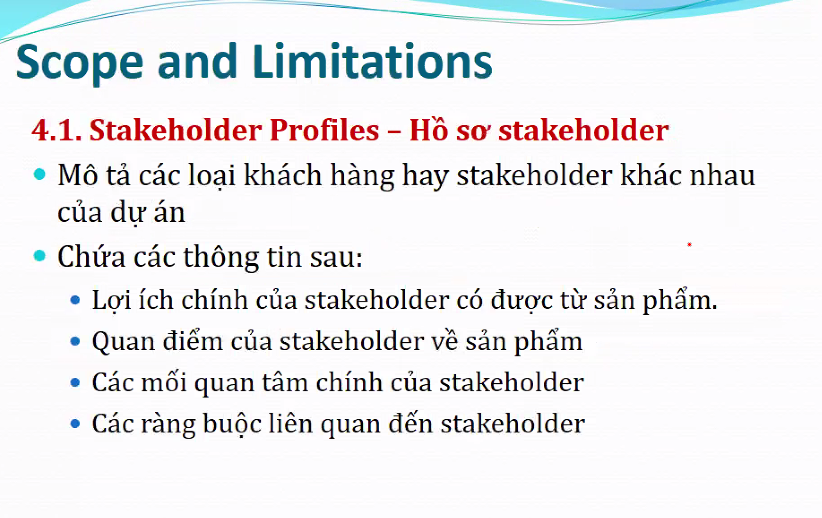 Scope and Limitations
4.1. Stakeholder Profiles – Hồ sơ stakeholder
Mô tả các loại khách hàng hay stakeholder khác nhau
của dự án
Chứa các thông tin sau:
Lợi ích chính của stakeholder có được từ sản phẩm.
Quan điểm của stakeholder về sản phẩm
Các mối quan tâm chính của stakeholder
Các ràng buộc liên quan đến stakeholder